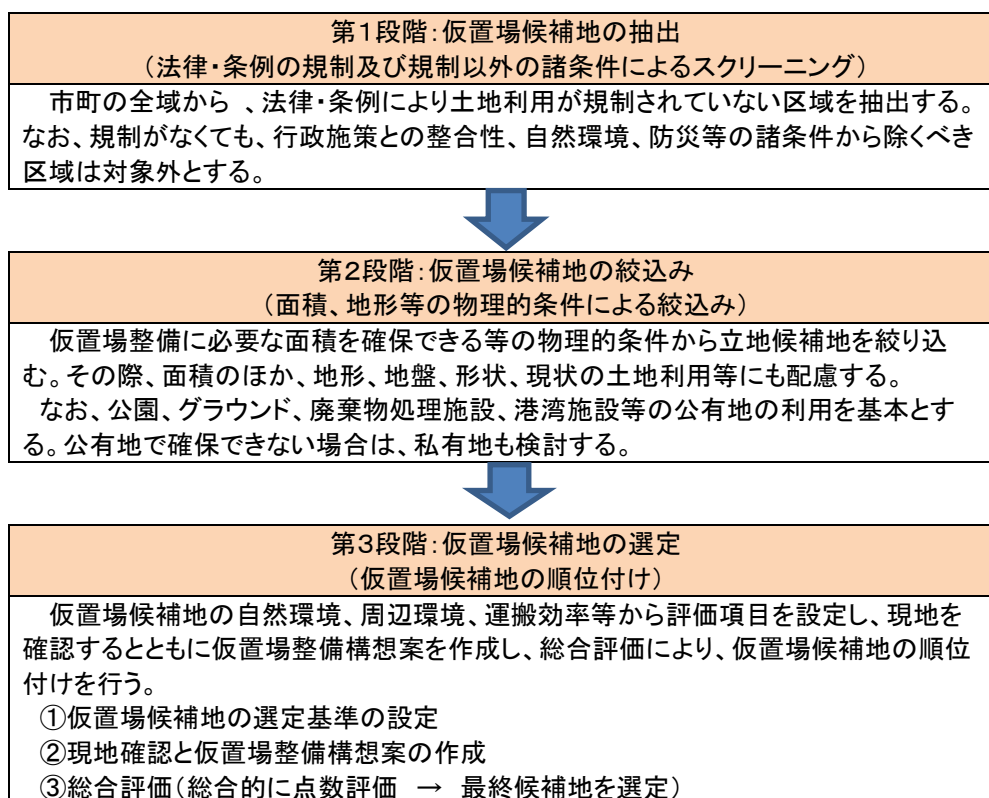 第1段階：仮置場候補地の抽出
（法律・条例の規制及び規制以外の諸条件によるスクリーニング）
市町の全域から 、法律・条例により土地利用が規制されていない区域を抽出する。
なお、規制がなくても、行政施策との整合性、自然環境、防災等の諸条件から除くべき
区域は対象外とする。
第2段階：仮置場候補地の絞込み
（面積、地形等の物理的条件による絞込み）
仮置場整備に必要な面積を確保できる等の物理的条件から立地候補地を絞り込
む。その際、面積のほか、地形、地盤、形状、現状の土地利用等にも配慮する。
なお、公園、グラウンド、廃棄物処理施設、港湾施設等の公有地の利用を基本とす
る。公有地で確保できない場合は、私有地も検討する。
第3段階：仮置場候補地の選定
（仮置場候補地の順位付け）
仮置場候補地の自然環境、周辺環境、運搬効率等から評価項目を設定し、現地を
確認するとともに仮置場整備構想案を作成し、総合評価により、仮置場候補地の順位
付けを行う。
①仮置場候補地の選定基準の設定
②現地確認と仮置場整備構想案の作成
③総合評価（総合的に点数評価 → 最終候補地を選定）